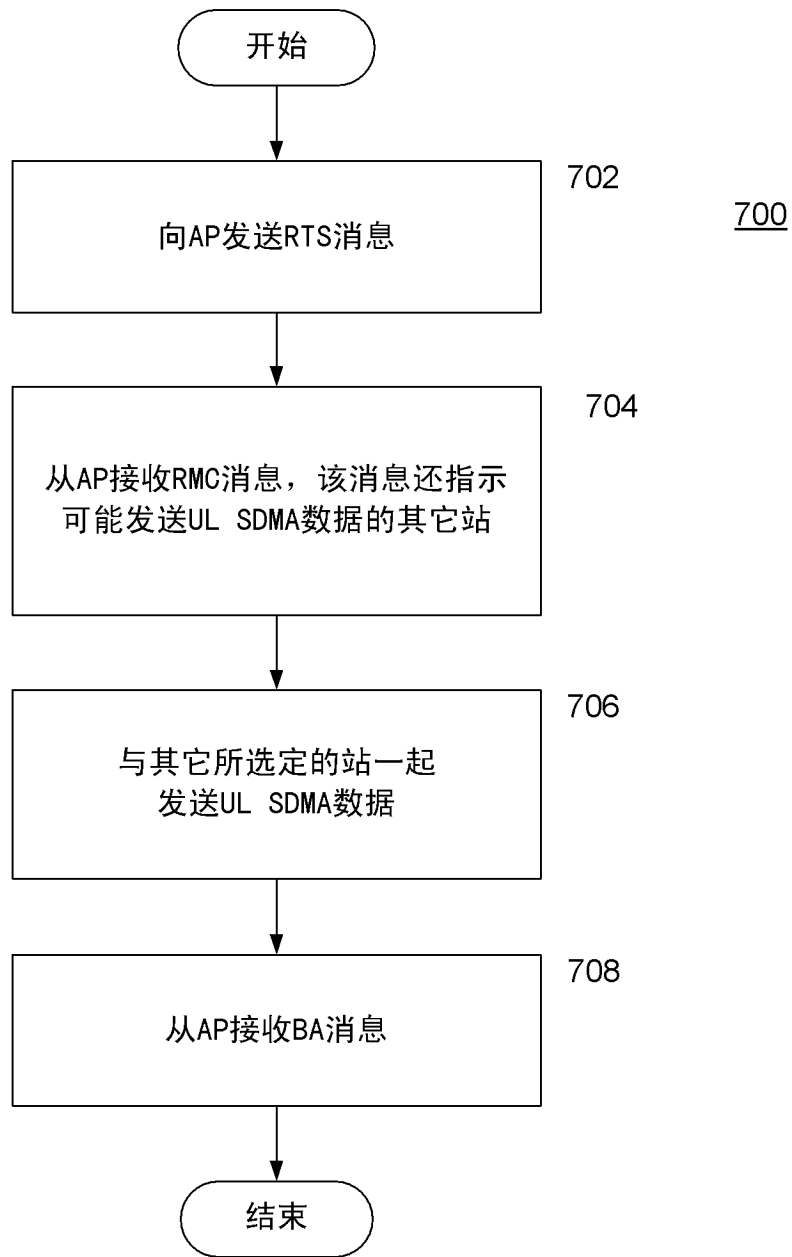 开始
702
700
向AP发送RTS消息
704
从AP接收RMC消息，该消息还指示
可能发送UL SDMA数据的其它站
706
与其它所选定的站一起
发送UL SDMA数据
708
从AP接收BA消息
结束